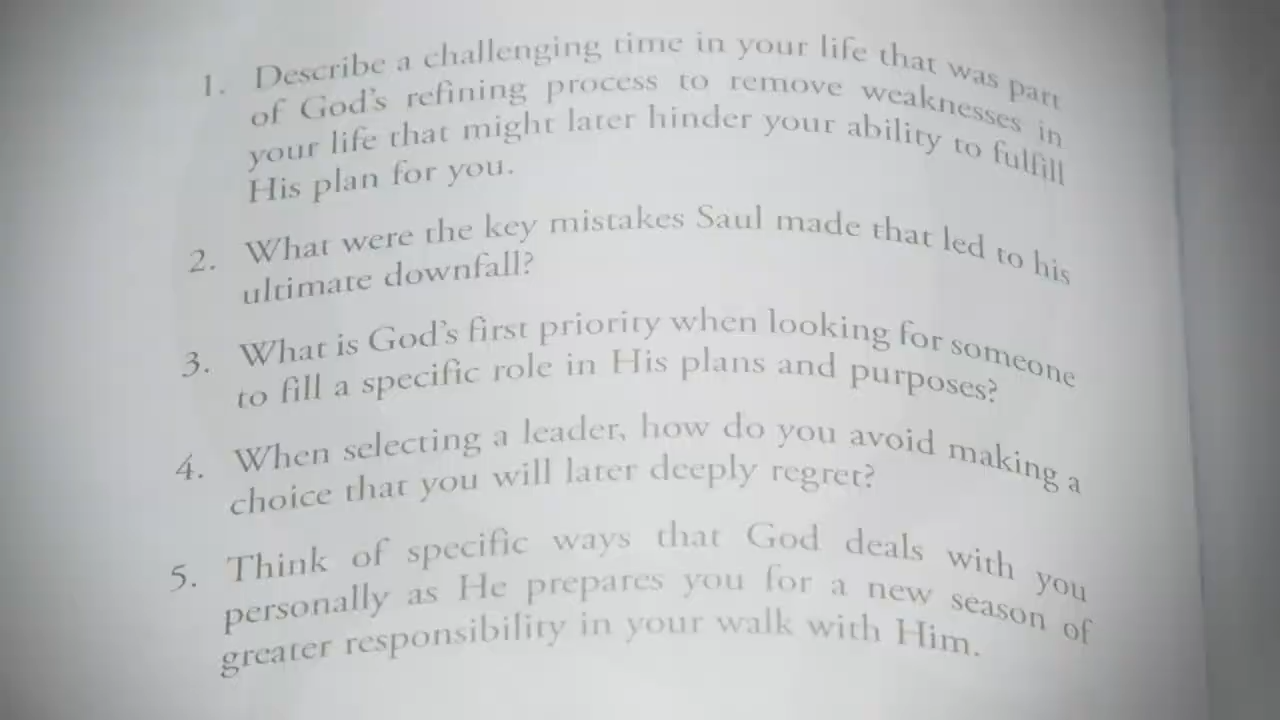 1. Describe a challenging time in your life that was part
of God's refining process to remove weaknesses in
your life that might later hinder your ability to fulfill
His plan for you.
2. What were the key mistakes Saul made that led to his
ultimate downfall?
3. What is God's first priority when looking for someone
to fill a specific role in His plans and purposes?
4. When selecting a leader, how do you avoid making a
choice that you will later deeply regret?
5. Think of specific ways that God deals with you
personally as He prepares you for a new season of
greater responsibility in your walk with Him.